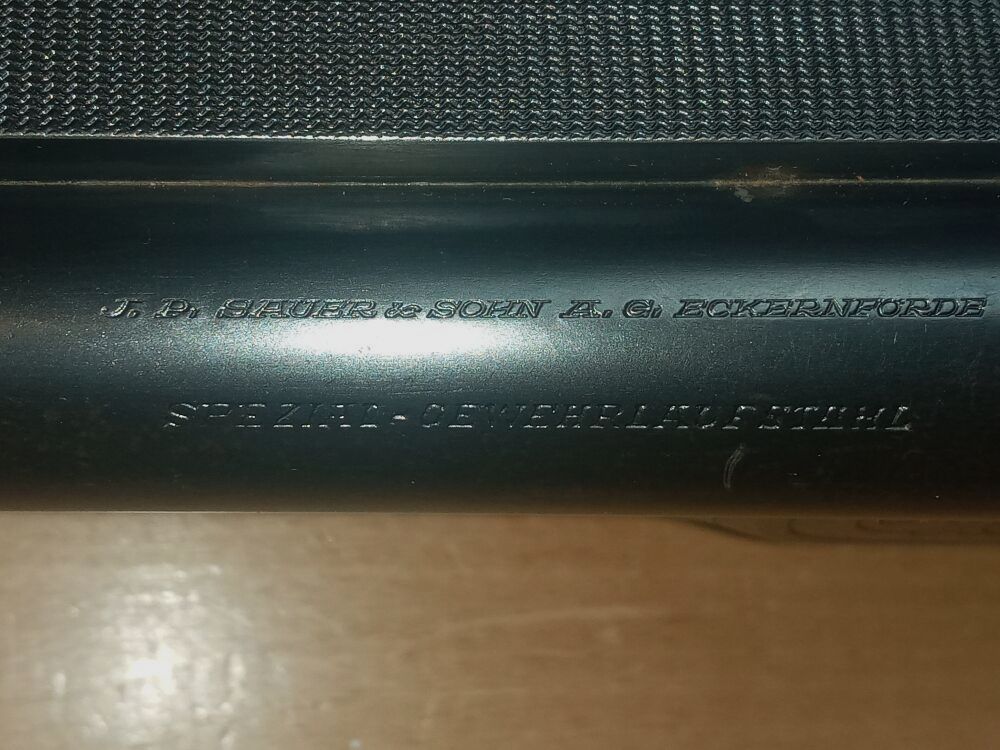 J. P. SAUER & SOHN A. G. ECKERNFÖRDE
SPEZIAL-GEWEHRLAUFSTAHL